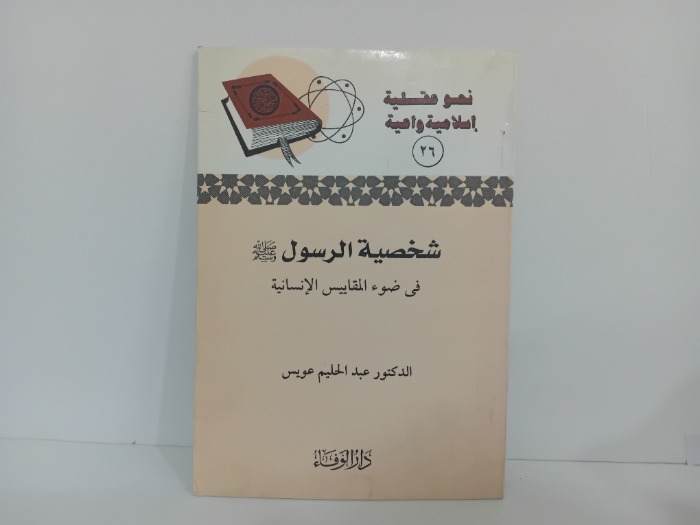 نحو عقلية
إسلامية واعية
٢٦
شخصية الرسول ﷺ
فى ضوء المقاييس الإنسانية
الدكتور عبد الحليم عويس
دار الوفاء